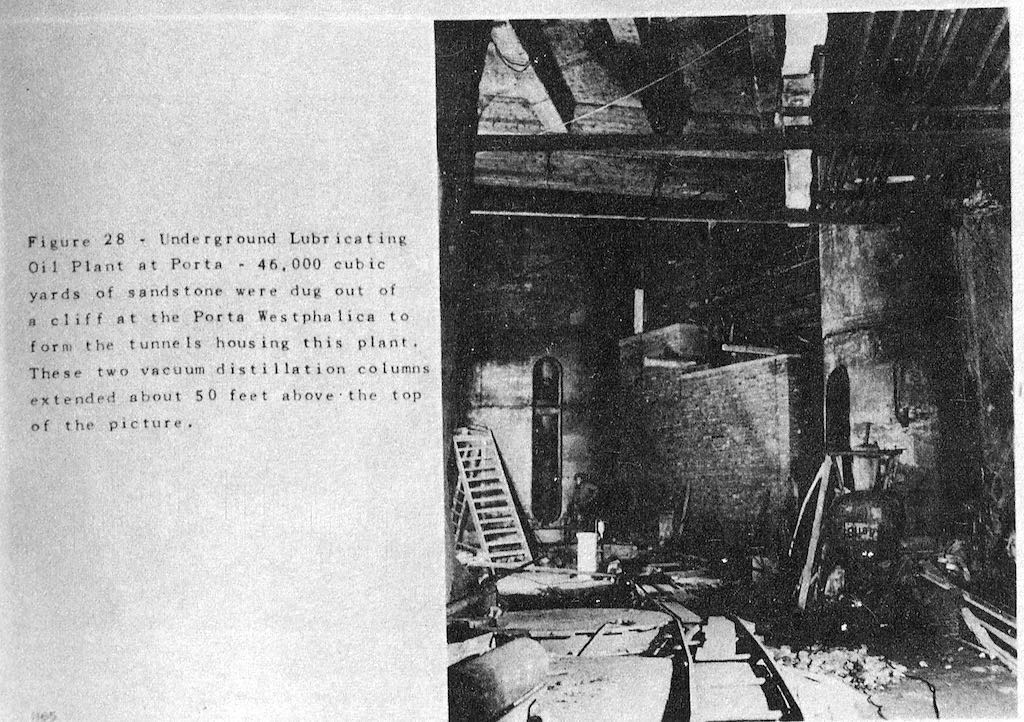 Figure 28 - Underground Lubricating
Oil Plant at Porta - 46,000 cubic
yards of sandstone were dug out of
a cliff at the Porta Westphalica to
form the tunnels housing this plant.
These two vacuum distillation columns
extended about 50 feet above the top
of the picture.